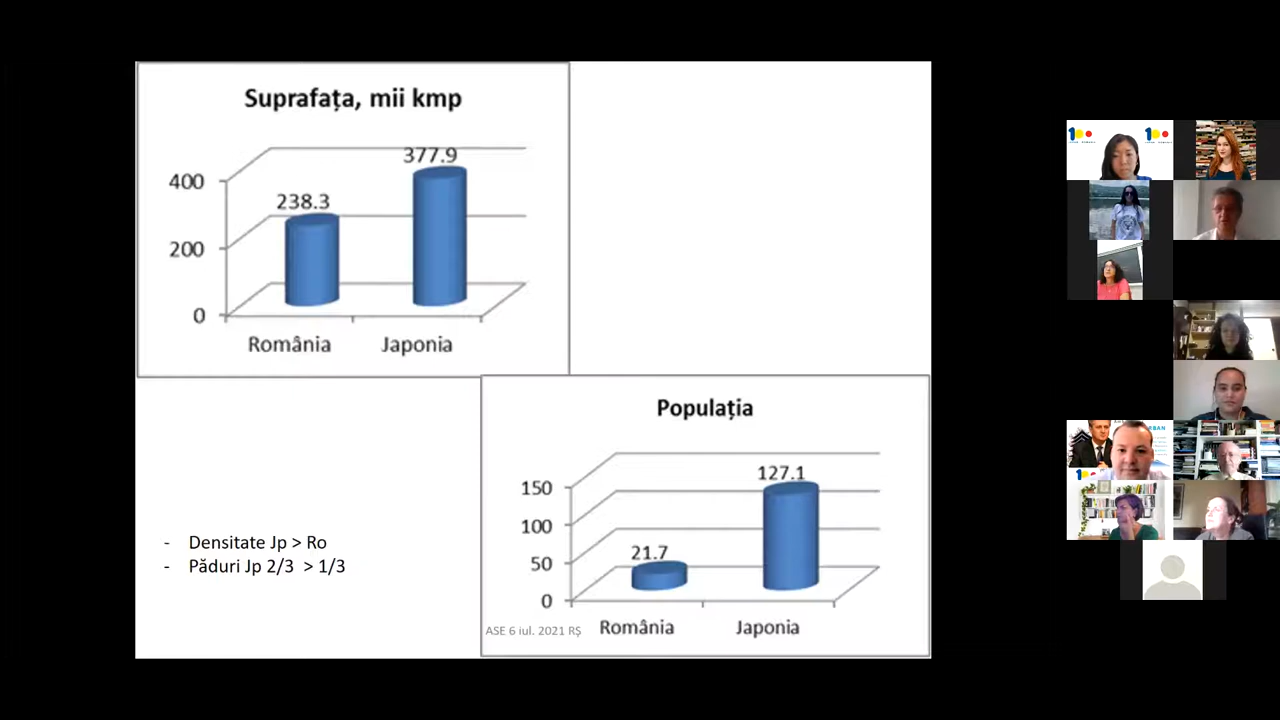 Suprafața, mii kmp
377.9
238.3
400
200
0
România
Japonia
Populația
127.1
21.7
150
100
50
0
România
Japonia
- Densitate Jp > Ro
- Păduri Jp 2/3 > 1/3
ASE 6 iul. 2021 RȘ